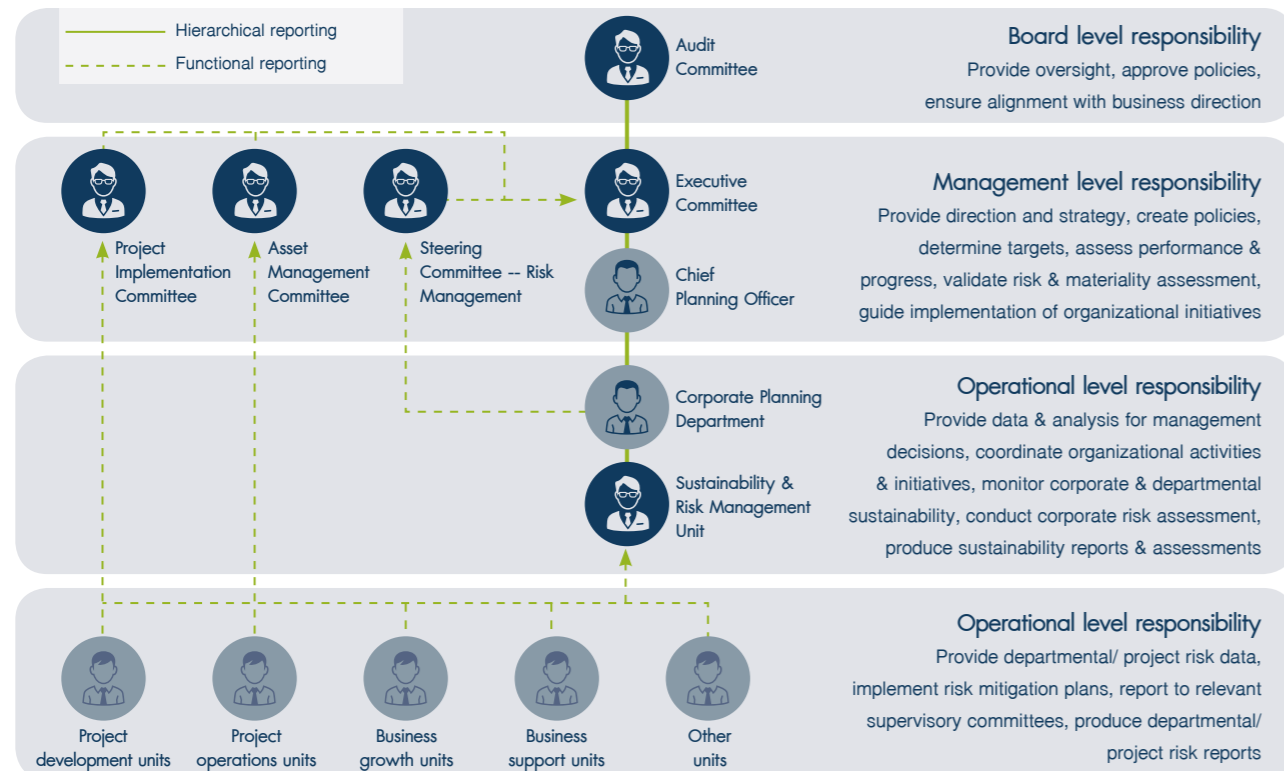 Hierarchical reporting
Functional reporting
Audit
Committee
Board level responsibility
Provide oversight, approve policies,
ensure alignment with business direction
Project
Implementation
Committee
Asset
Management
Committee
Steering
Committee -- Risk
Management
Executive
Committee
Chief
Planning Officer
Management level responsibility
Provide direction and strategy, create policies,
determine targets, assess performance &
progress, validate risk & materiality assessment,
guide implementation of organizational initiatives
Corporate Planning
Department
Sustainability &
Risk Management
Unit
Operational level responsibility
Provide data & analysis for management
decisions, coordinate organizational activities
& initiatives, monitor corporate & departmental
sustainability, conduct corporate risk assessment,
produce sustainability reports & assessments
Project
development units
Project
operations units
Business
growth units
Business
support units
Other
units
Operational level responsibility
Provide departmental/ project risk data,
implement risk mitigation plans, report to relevant
supervisory committees, produce departmental/
project risk reports